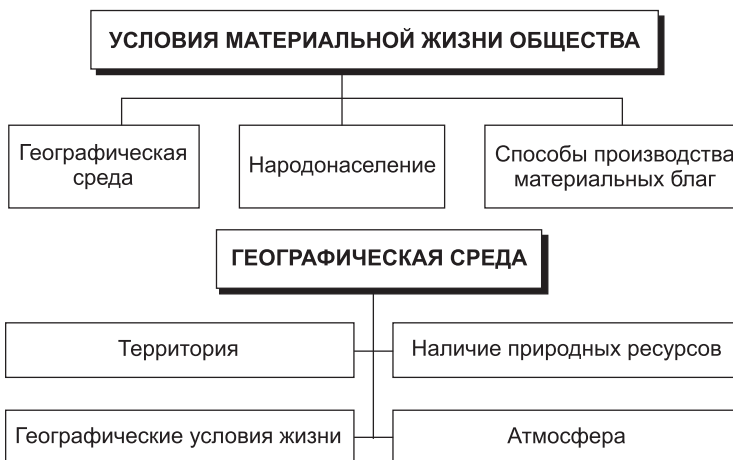 УСЛОВИЯ МАТЕРИАЛЬНОЙ ЖИЗНИ ОБЩЕСТВА
Географическая
среда
Народонаселение
Способы производства
материальных благ
ГЕОГРАФИЧЕСКАЯ СРЕДА
Территория
Наличие природных ресурсов
Географические условия жизни
Атмосфера